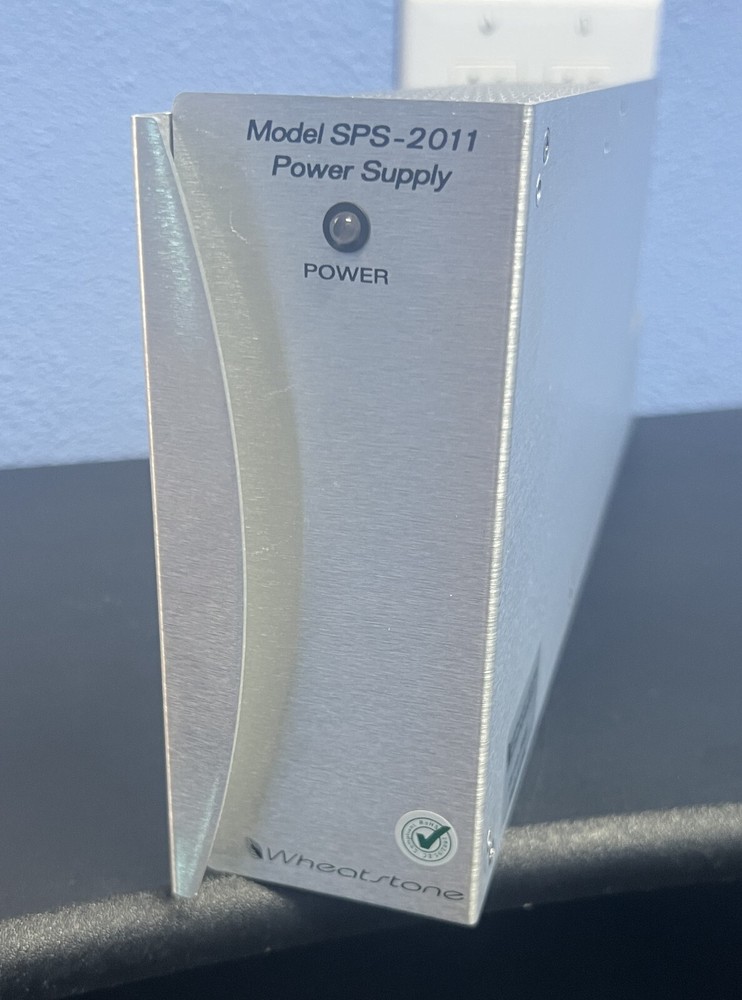 Model SPS-2011
Power Supply
POWER
Wheatstone